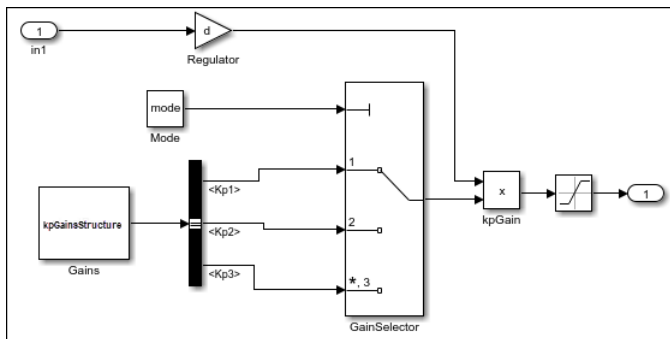 1
in1
d
Regulator
mode
Mode
kpGainsStructure
Gains
<Kp1>
<Kp2>
<Kp3>
1
2
*, 3
GainSelector
x
kpGain
1